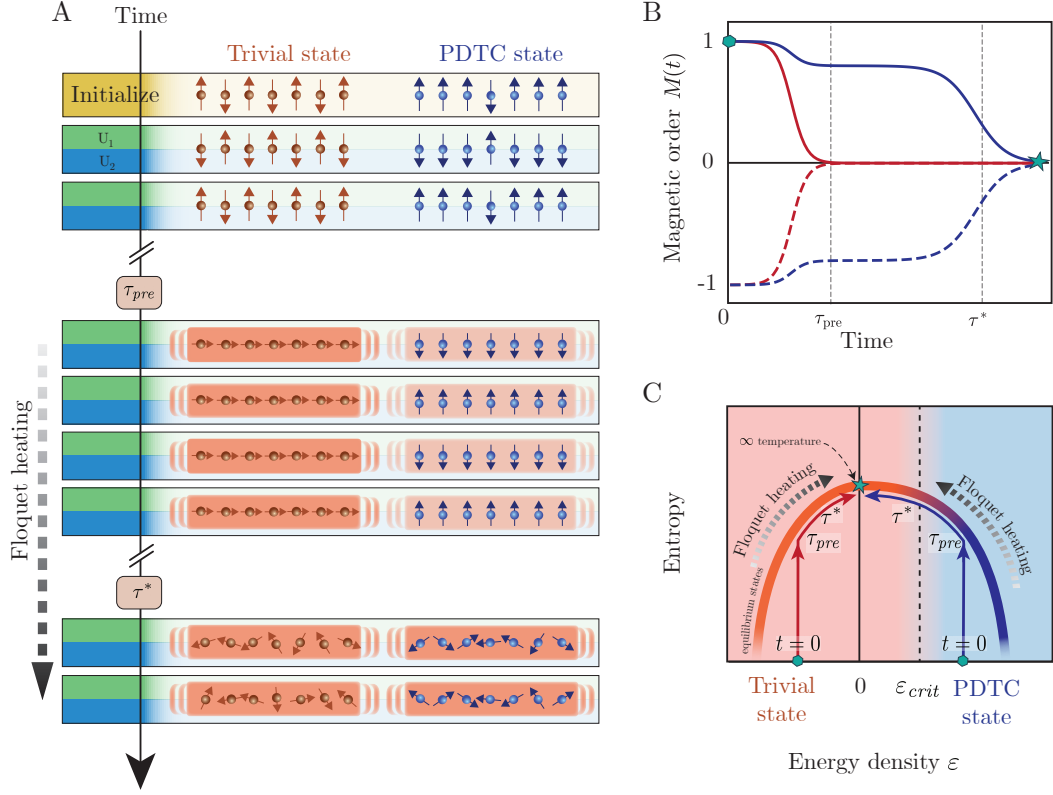 A
Time
Trivial state
PDTC state
Initialize
U₁
U₂
τpre
Floquet heating
τ*
B
Magnetic order M(t)
1
0
-1
0
τpre
τ*
Time
C
∞ temperature
Floquet heating
Floquet heating
τ*
τ*
τpre
τpre
equilibrium states
t = 0
t = 0
Entropy
Trivial state
0
εcrit
PDTC state
Energy density ε